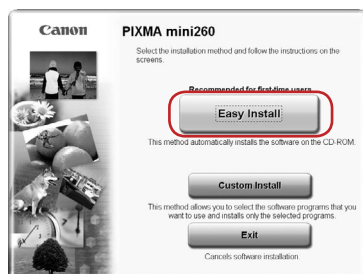 Canon
PIXMA mini260
Select the installation method and follow the instructions on the
screens.
Recommended for first-time users
Easy Install
This method automatically installs the software on the CD-ROM.
Custom Install
This method allows you to select the software programs that you
want to use and installs only the selected programs.
Exit
Cancels software installation.